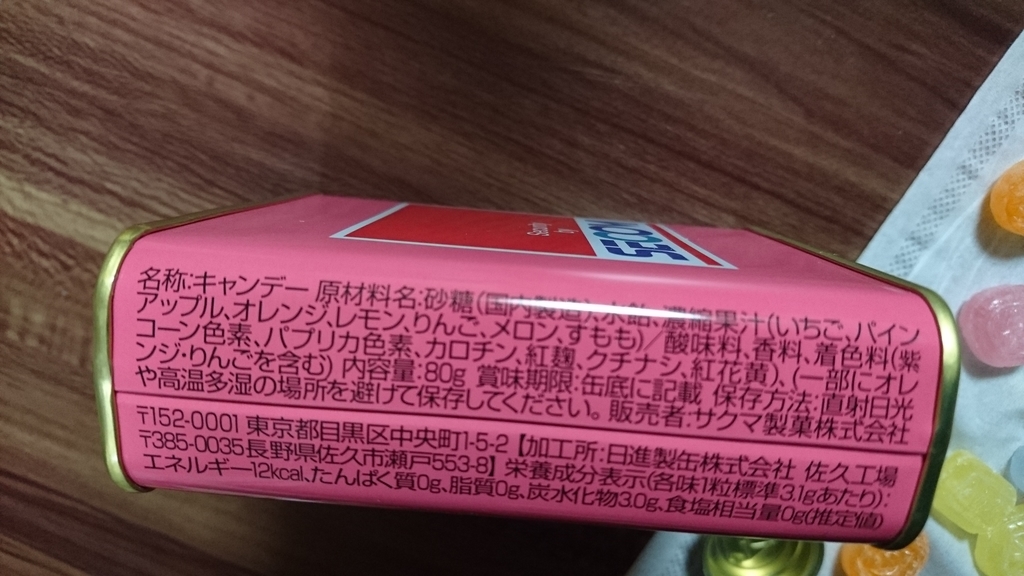 SECOM
by
名称:キャンデー 原材料名:砂糖(国内製造)、水飴、濃縮果汁(いちご、パイン
アップル、オレンジ、レモン、りんご、メロン、すもも)/酸味料、香料、着色料(紫
コーン色素、パプリカ色素、カロチン、紅麹、クチナシ、紅花黄)、(一部にオレ
ンジ・りんごを含む) 内容量:80g 賞味期限:缶底に記載 保存方法:直射日光
や高温多湿の場所を避けて保存してください。販売者:サクマ製菓株式会社
〒152-0001 東京都目黒区中央町1-5-2【加工所:日進製缶株式会社 佐久工場
〒385-0035長野県佐久市瀬戸553-8】栄養成分表示(各味1粒標準3.1gあたり):
エネルギー12kcal、たんぱく質0g、脂質0g、炭水化物3.0g、食塩相当量0g(推定値)